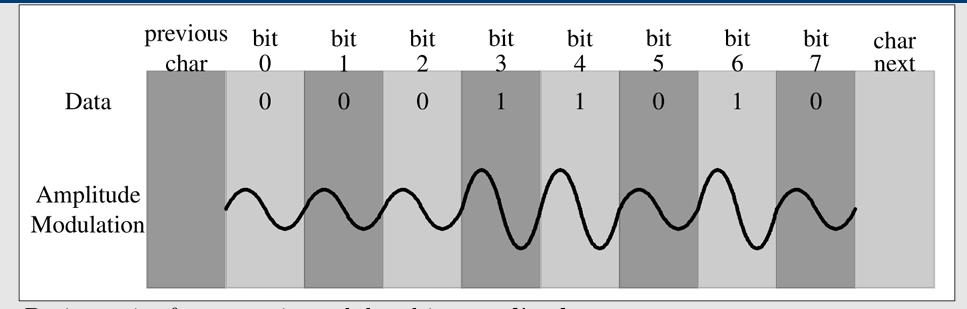 previous bit bit bit bit bit bit bit bit char
char 0 1 2 3 4 5 6 7 next
Data 0 0 0 1 1 0 1 0
Amplitude
Modulation